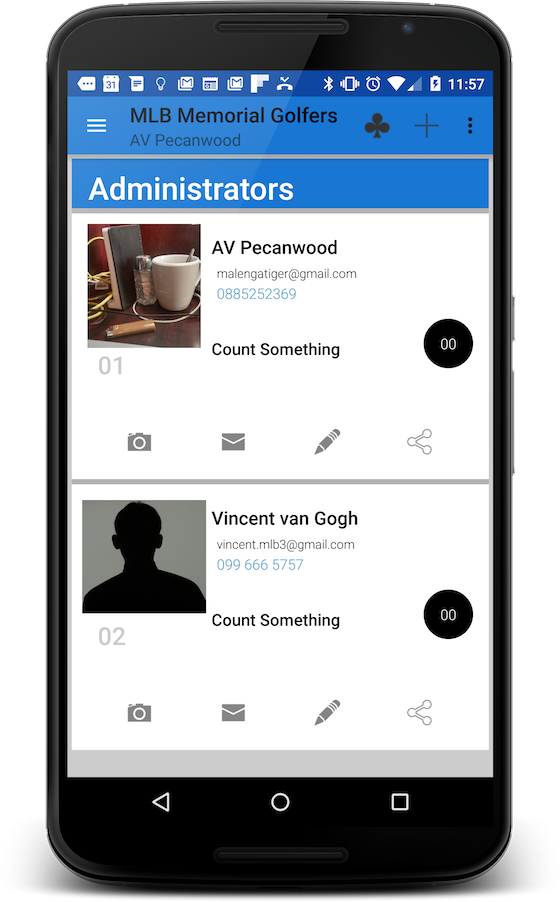 31
11:57
MLB Memorial Golfers
AV Pecanwood
Administrators
AV Pecanwood
malengatiger@gmail.com
0885252369
Count Something
00
01
Vincent van Gogh
vincent.mlb3@gmail.com
099 666 5757
Count Something
00
02